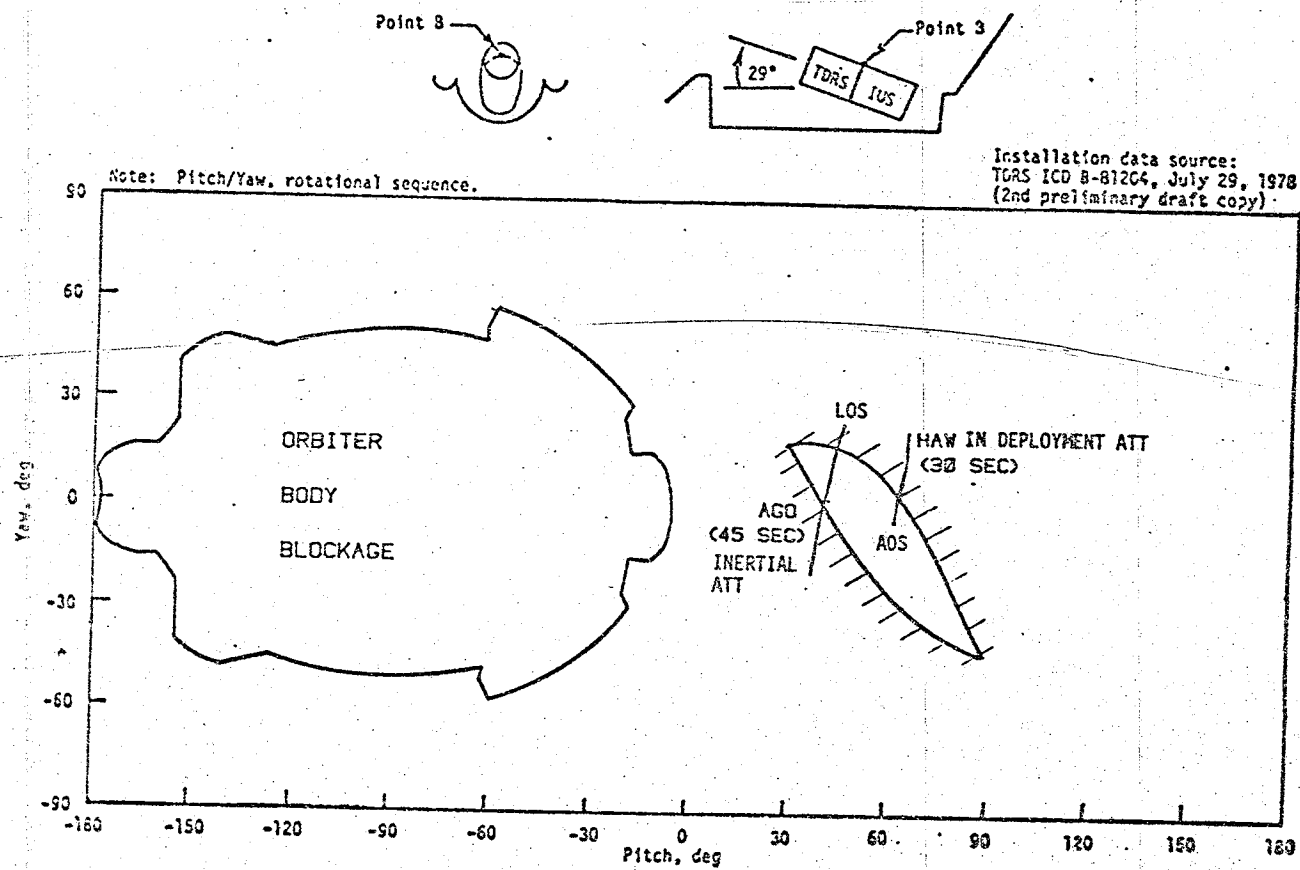 Point 8
Point 3
29°
TDRS
IUS
Installation data source:
TDRS ICD B-81204, July 29, 1978
(2nd preliminary draft copy)
Note: Pitch/Yaw, rotational sequence.
90
60
30
0
-30
-60
-90
Yaw, deg
ORBITER
BODY
BLOCKAGE
LOS
HAW IN DEPLOYMENT ATT
(30 SEC)
AGO
(45 SEC)
INERTIAL
ATT
AOS
-180
-150
-120
-90
-60
-30
0
30
60
90
120
150
180
Pitch, deg